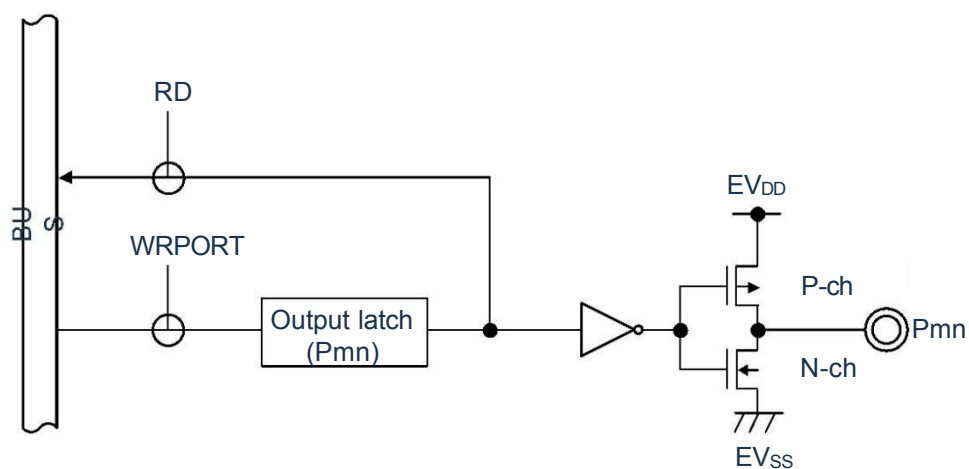 RD
BUS
EVDD
WRPORT
P-ch
Output latch
(Pmn)
Pmn
N-ch
EVSS